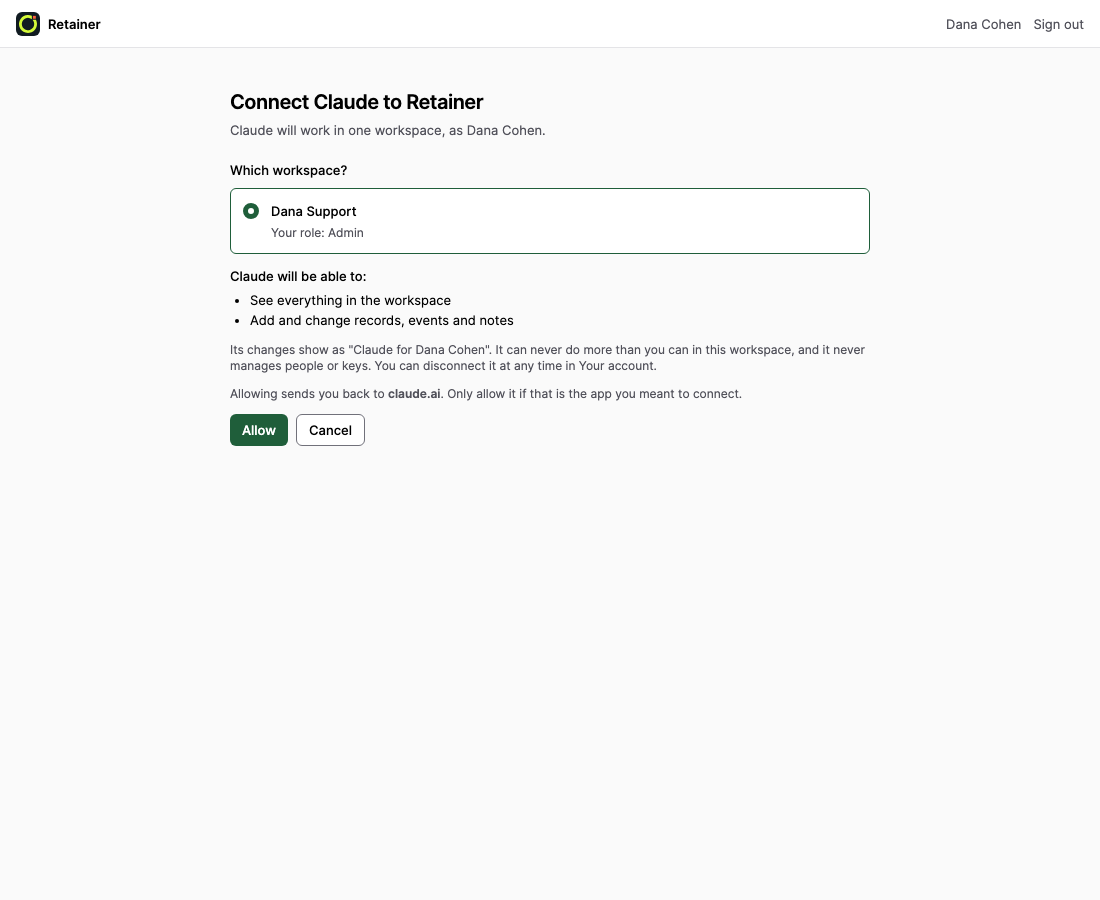 Retainer
Dana Cohen
Sign out
Connect Claude to Retainer
Claude will work in one workspace, as Dana Cohen.
Which workspace?
Dana Support
Your role: Admin
Claude will be able to:
• See everything in the workspace
• Add and change records, events and notes
Its changes show as "Claude for Dana Cohen". It can never do more than you can in this workspace, and it never
manages people or keys. You can disconnect it at any time in Your account.
Allowing sends you back to claude.ai. Only allow it if that is the app you meant to connect.
Allow
Cancel